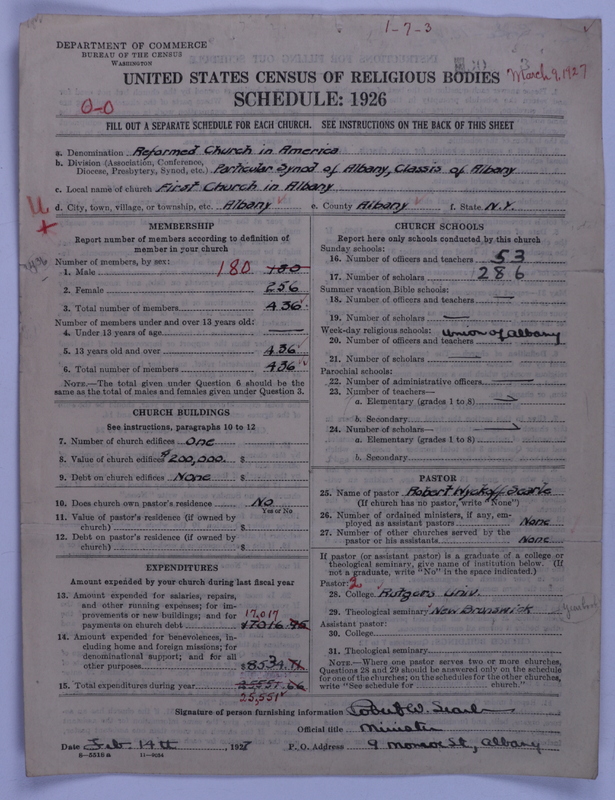 1-7-3
DEPARTMENT OF COMMERCE
BUREAU OF THE CENSUS
WASHINGTON
March 9, 1927
UNITED STATES CENSUS OF RELIGIOUS BODIES
SCHEDULE: 1926
0-0
FILL OUT A SEPARATE SCHEDULE FOR EACH CHURCH. SEE INSTRUCTIONS ON THE BACK OF THIS SHEET
a. Denomination Reformed Church in America
b. Division (Association, Conference, Diocese, Presbytery, Synod, etc.) Particular Synod of Albany, Classis of Albany
c. Local name of church First Church in Albany
d. City, town, village, or township, etc. Albany e. County Albany f. State N.Y.
MEMBERSHIP
Report number of members according to definition of member in your church
Number of members, by sex:
1. Male 180 180
2. Female 256
3. Total number of members 436
Number of members under and over 13 years old:
4. Under 13 years of age
5. 13 years old and over 436
6. Total number of members 436
NOTE.—The total given under Question 6 should be the same as the total of males and females given under Question 3.
CHURCH BUILDINGS
See instructions, paragraphs 10 to 12
7. Number of church edifices One
8. Value of church edifices $200,000. $
9. Debt on church edifices None $
10. Does church own pastor's residence No
Yes or No
11. Value of pastor's residence (if owned by church) $
12. Debt on pastor's residence (if owned by church) $
EXPENDITURES
Amount expended by your church during last fiscal year
13. Amount expended for salaries, repairs, and other running expenses; for improvements or new buildings; and for payments on church debt 17,017 $17016.95
14. Amount expended for benevolences, including home and foreign missions; for denominational support; and for all other purposes $8534.71
15. Total expenditures during year 25551.66
25,551
CHURCH SCHOOLS
Report here only schools conducted by this church
Sunday schools:
16. Number of officers and teachers 53
17. Number of scholars 286
Summer vacation Bible schools:
18. Number of officers and teachers —
19. Number of scholars —
Week-day religious schools: Union of Albany
20. Number of officers and teachers
21. Number of scholars —
Parochial schools:
22. Number of administrative officers —
23. Number of teachers—
a. Elementary (grades 1 to 8)
b. Secondary
24. Number of scholars—
a. Elementary (grades 1 to 8)
b. Secondary
PASTOR
25. Name of pastor Robert Wyckoff Searle
(If church has no pastor, write "None")
26. Number of ordained ministers, if any, employed as assistant pastors None
27. Number of other churches served by the pastor or his assistants None
If pastor (or assistant pastor) is a graduate of a college or theological seminary, give name of institution below. (If not a graduate, write "No" in the space indicated.)
Pastor: 2
28. College Rutgers Univ.
29. Theological seminary New Brunswick
Assistant pastor:
30. College
31. Theological seminary
NOTE.—Where one pastor serves two or more churches, Questions 28 and 29 should be answered only on the schedule for one of the churches; on the schedules for the other churches, write "See schedule for ........ church."
Signature of person furnishing information Robert W. Searle
Official title Minister
Date Feb. 14th, 1927 P. O. Address 9 Monroe St, Albany
8-5515a 11-9054